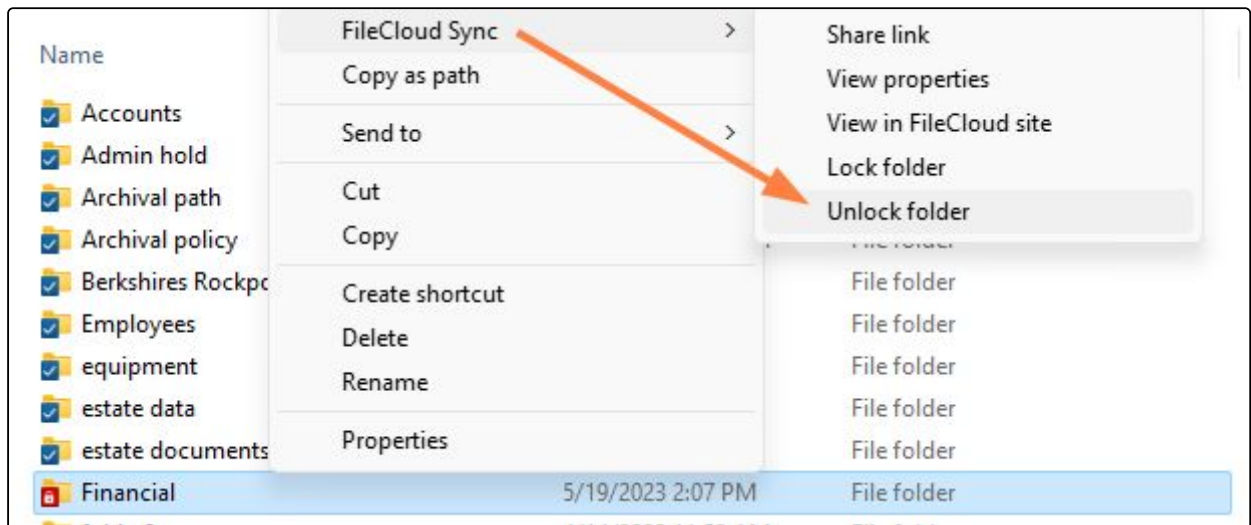 Name
Accounts
Admin hold
Archival path
Archival policy
Berkshires Rockpo
Employees
equipment
estate data
estate documents
Financial 5/19/2023 2:07 PM File folder
FileCloud Sync >
Copy as path
Send to >
Cut
Copy
Create shortcut
Delete
Rename
Properties
Share link
View properties
View in FileCloud site
Lock folder
Unlock folder
File folder
File folder
File folder
File folder
File folder